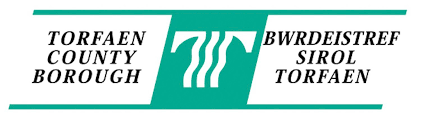 TORFAEN
COUNTY
BOROUGH
BWRDEISTREF
SIROL
TORFAEN